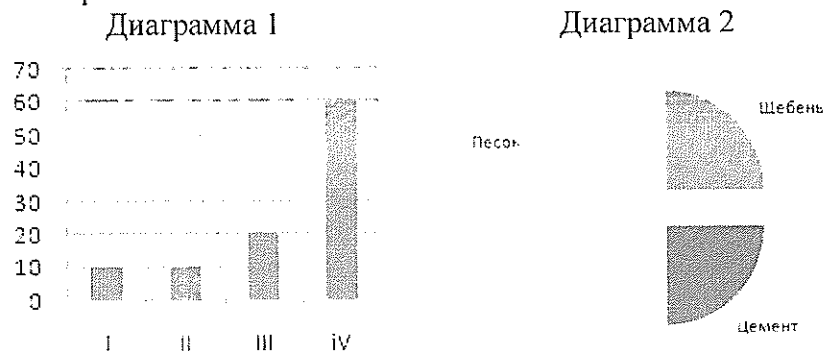 Диаграмма 1
70
60
50
40
30
20
10
0
I II III iV
Диаграмма 2
Песок
Щебень
Цемент